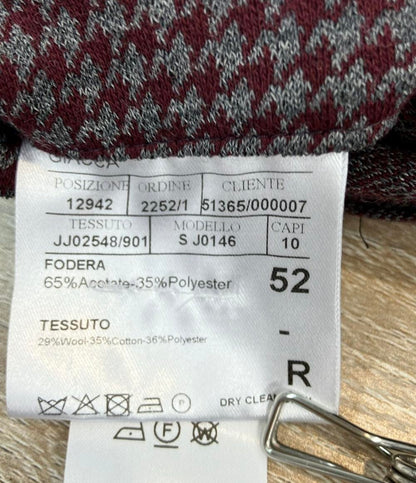 GIACCA
POSIZIONE ORDINE CLIENTE
12942 2252/1 51365/000007
TESSUTO MODELLO CAPI
JJ02548/901 S J0146 10
FODERA
65%Acetate-35%Polyester 52
TESSUTO -
29%Wool-35%Cotton-36%Polyester
R
P DRY CLEAN
F W